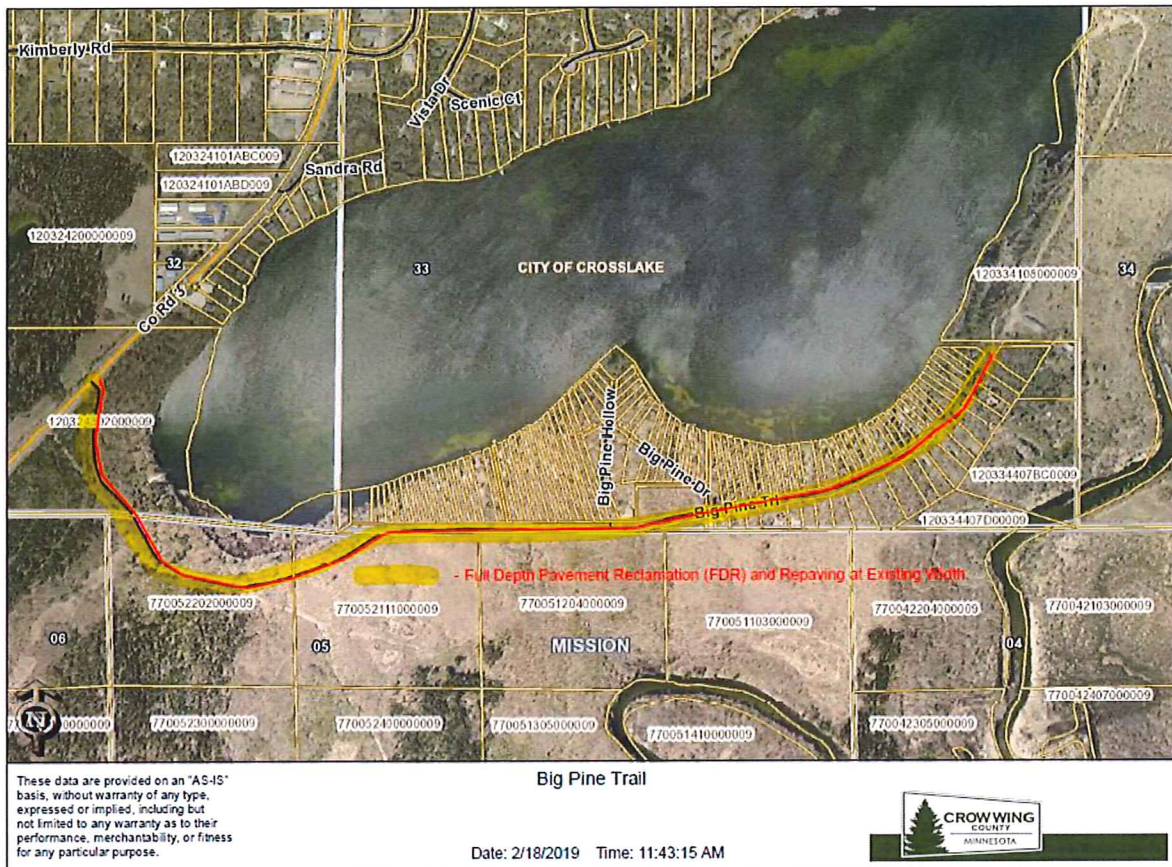 Kimberly Rd
Vista Dr
Scenic Ct
120324101ABC009
Sandra Rd
120324101ABD009
120324200000009
32
33
CITY OF CROSSLAKE
120334108000009
34
Co Rd 3
Big Pine Hollow
Big Pine Dr
120334407BC0009
Big Pine Trl
120334407D00009
- Full Depth Pavement Reclamation (FDR) and Repaving at Existing Width.
770052202000009
770052111000009
770051204000009
770051103000009
770042204000009
770042103000009
06
05
MISSION
04
770042407000009
N
770052300000009
770052400000009
770051305000009
770051410000009
770042305000009
These data are provided on an "AS-IS"
basis, without warranty of any type,
expressed or implied, including but
not limited to any warranty as to their
performance, merchantability, or fitness
for any particular purpose.
Big Pine Trail
Date: 2/18/2019 Time: 11:43:15 AM
CROW WING
COUNTY
MINNESOTA